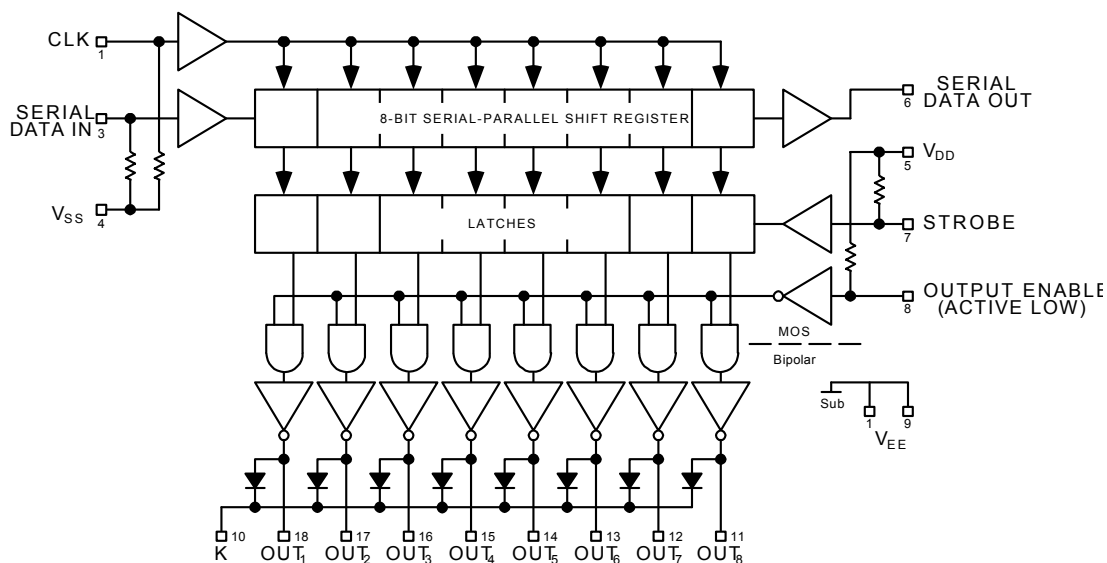 CLK
1
SERIAL
DATA IN
3
V_SS
4
8-BIT SERIAL-PARALLEL SHIFT REGISTER
SERIAL
DATA OUT
6
V_DD
5
LATCHES
STROBE
7
OUTPUT ENABLE
(ACTIVE LOW)
8
MOS
Bipolar
Sub
1
9
V_EE
10 18 17 16 15 14 13 12 11
K OUT_1 OUT_2 OUT_3 OUT_4 OUT_5 OUT_6 OUT_7 OUT_8